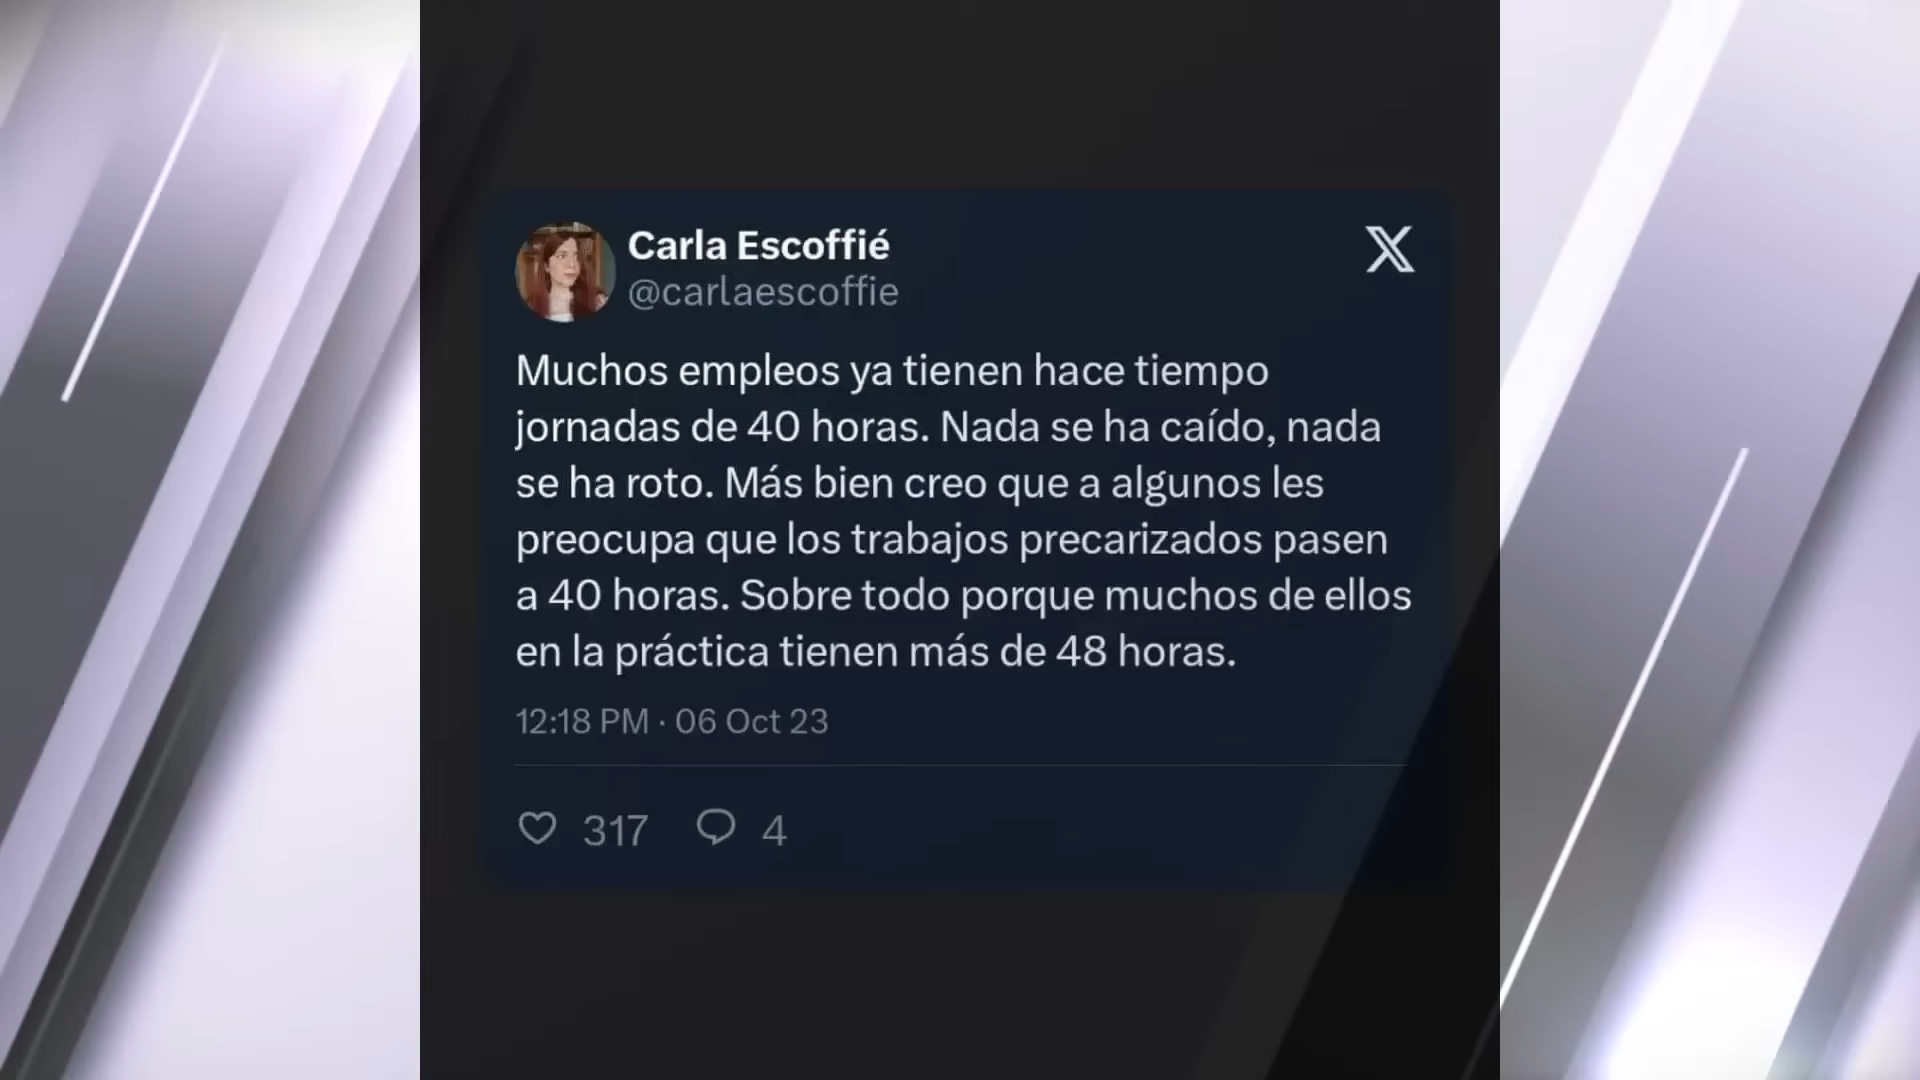 Carla Escoffié
@carlaescoffie
Muchos empleos ya tienen hace tiempo
jornadas de 40 horas. Nada se ha caído, nada
se ha roto. Más bien creo que a algunos les
preocupa que los trabajos precarizados pasen
a 40 horas. Sobre todo porque muchos de ellos
en la práctica tienen más de 48 horas.
12:18 PM · 06 Oct 23
317 4